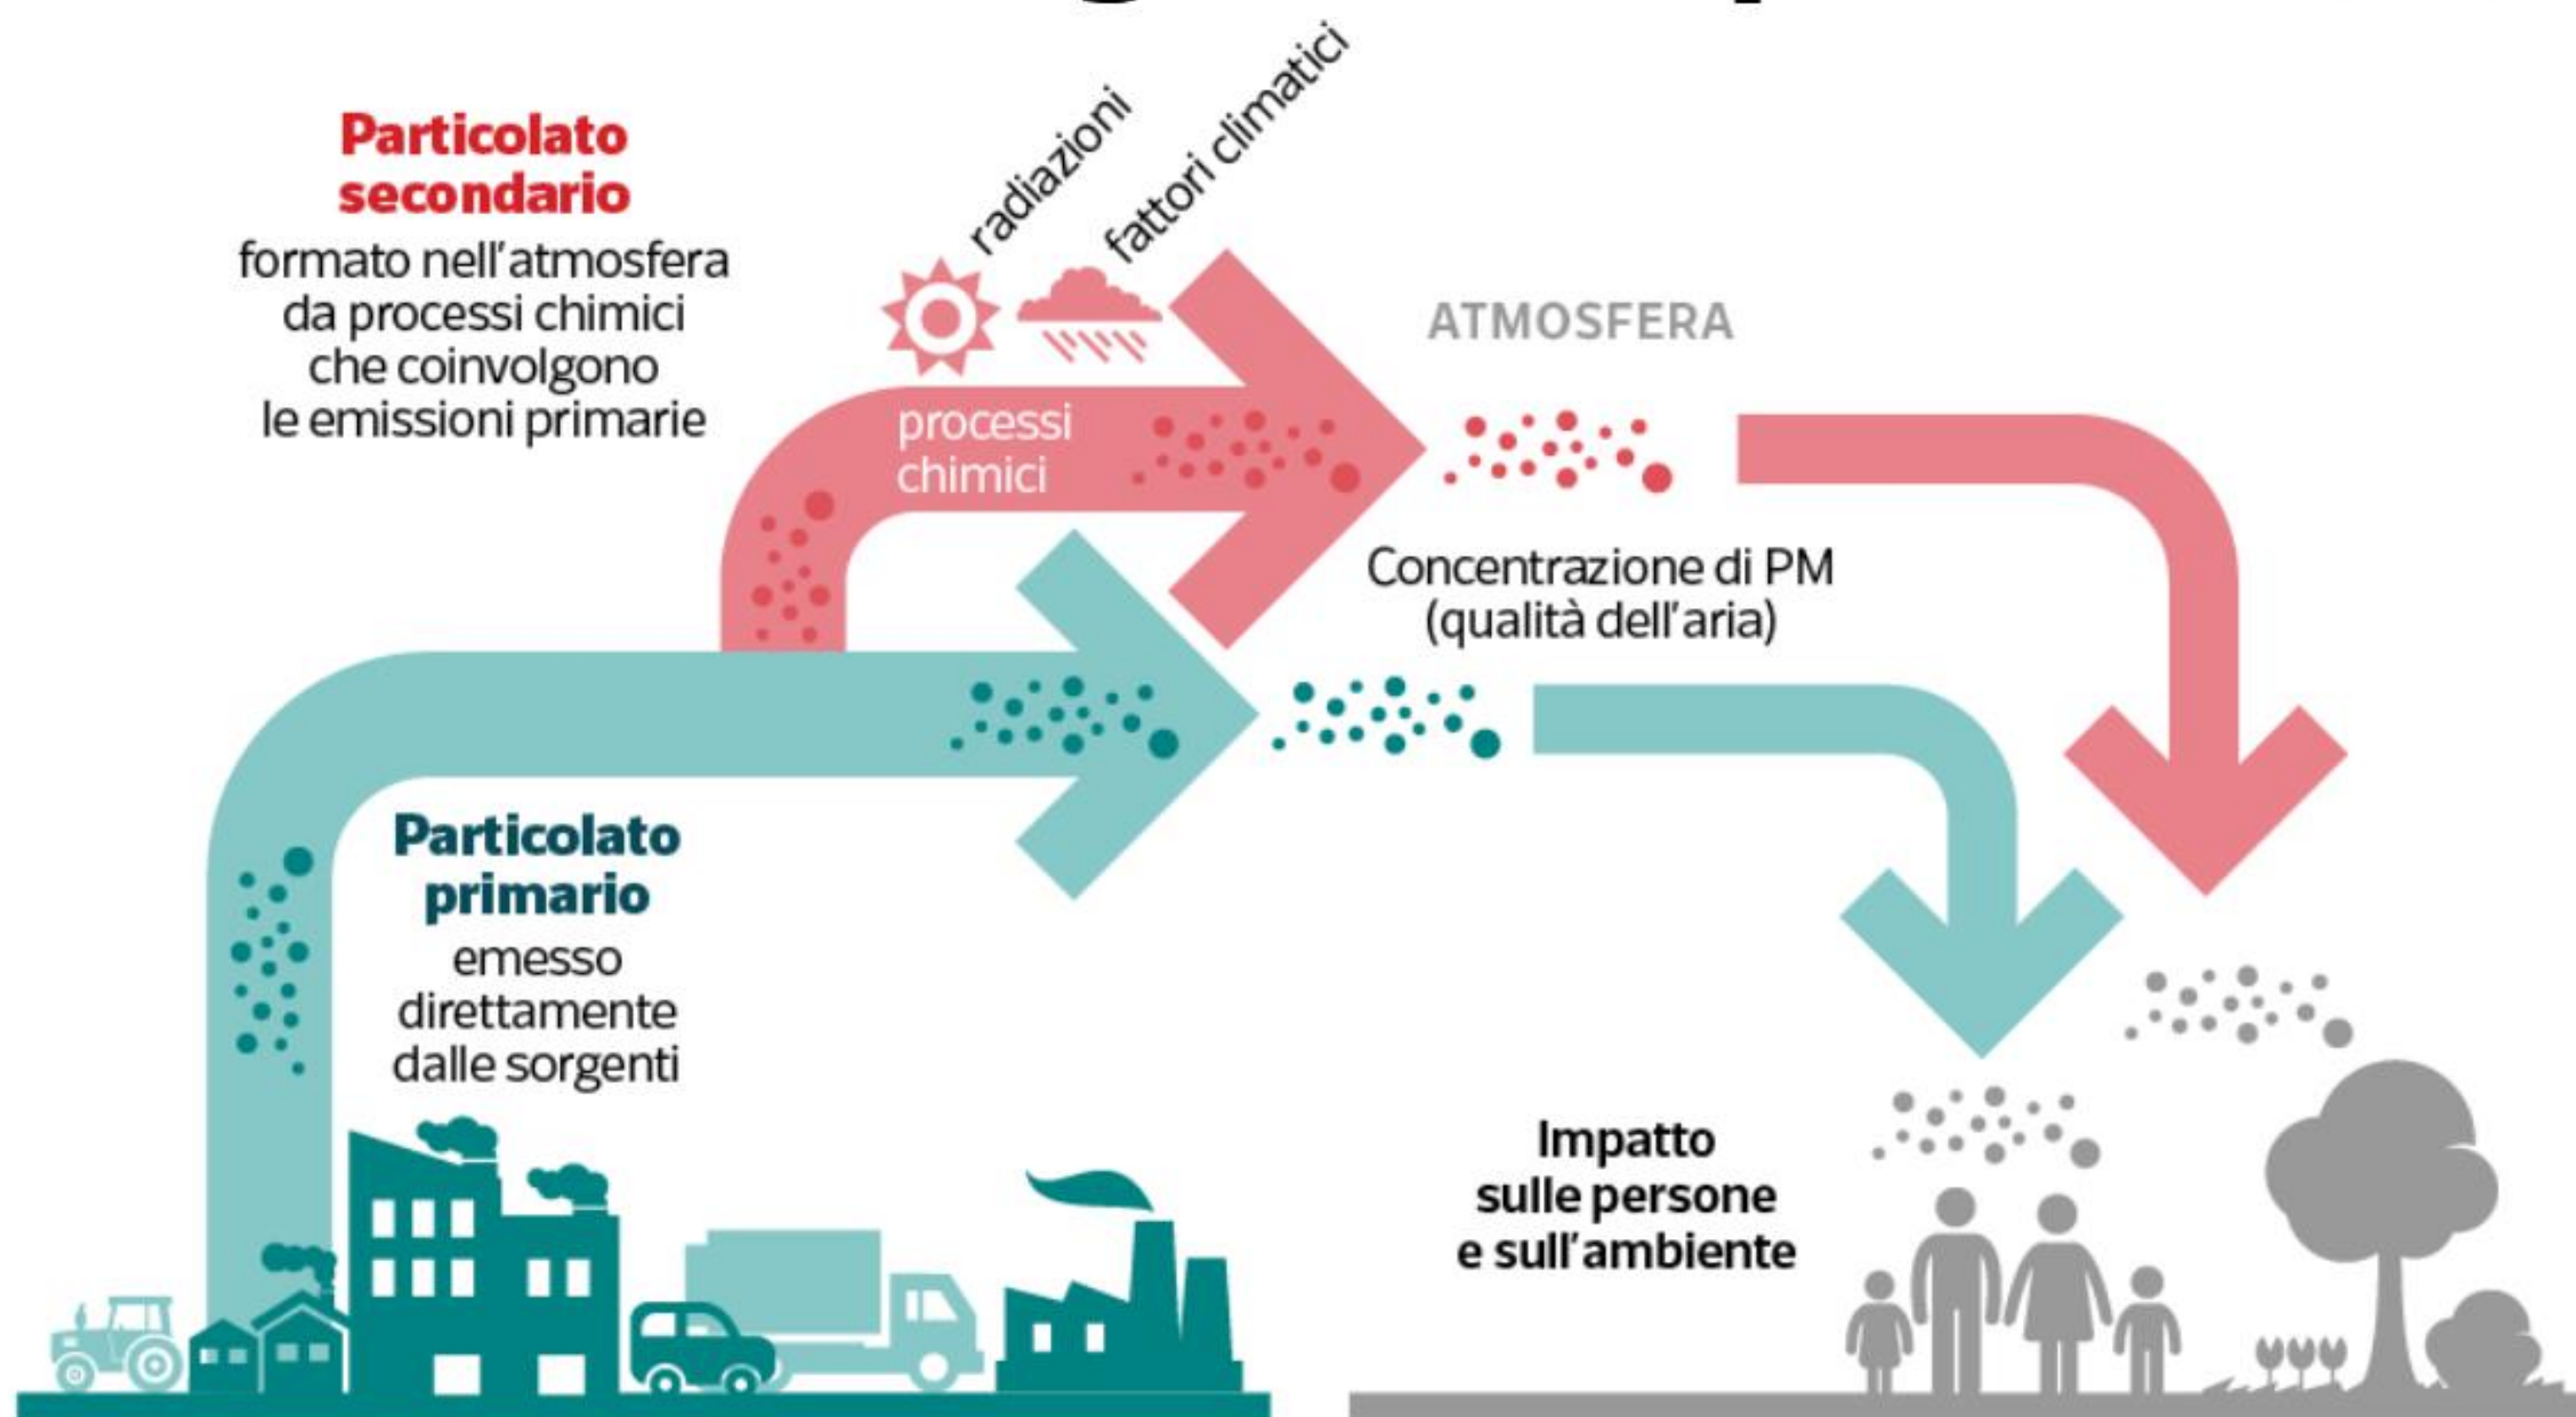 Particolato
secondario
formato nell'atmosfera
da processi chimici
che coinvolgono
le emissioni primarie
radiazioni
fattori climatici
processi
chimici
ATMOSFERA
Concentrazione di PM
(qualità dell'aria)
Particolato
primario
emesso
direttamente
dalle sorgenti
Impatto
sulle persone
e sull'ambiente